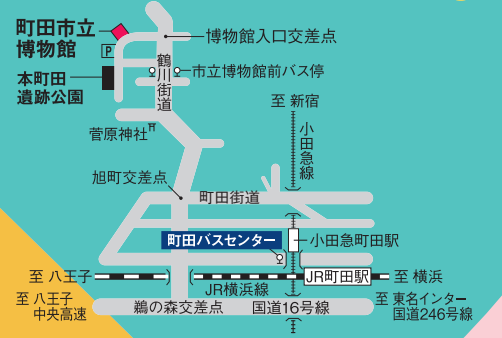 町田市立
博物館
P
博物館入口交差点
鶴川街道
市立博物館前バス停
本町田
遺跡公園
至 新宿
菅原神社
小田急線
旭町交差点
町田街道
町田バスセンター
小田急町田駅
至 八王子
JR横浜線
JR町田駅
至 横浜
至 八王子
中央高速
鵜の森交差点
国道16号線
至 東名インター
国道246号線